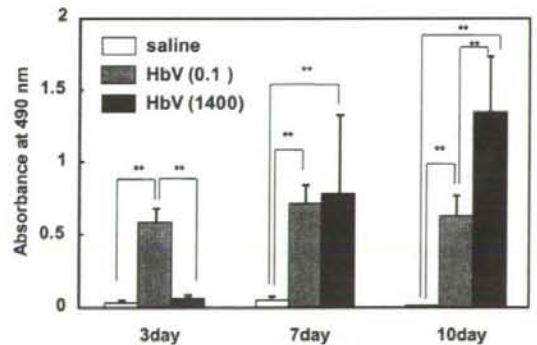 2
1.5
1
0.5
0
Absorbance at 490 nm
saline
HbV (0.1 )
HbV (1400)
**
**
**
**
**
**
**
3day
7day
10day